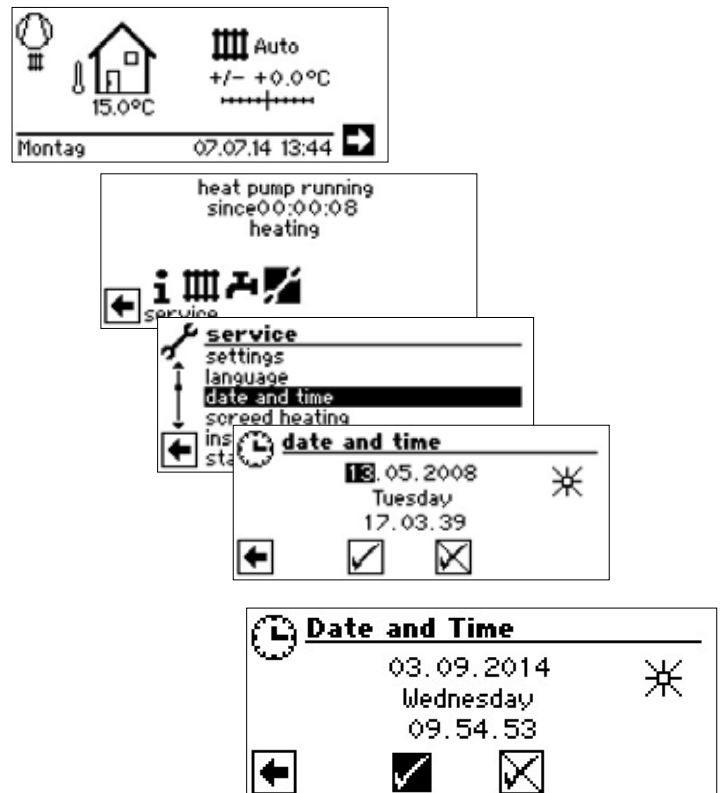 Auto
+/- +0.0°C
15.0°C
Montag 07.07.14 13:44
heat pump running
since00:00:08
heating
service
service
settings
language
date and time
screed heating
date and time
13.05.2008
Tuesday
17.03.39
Date and Time
03.09.2014
Wednesday
09.54.53